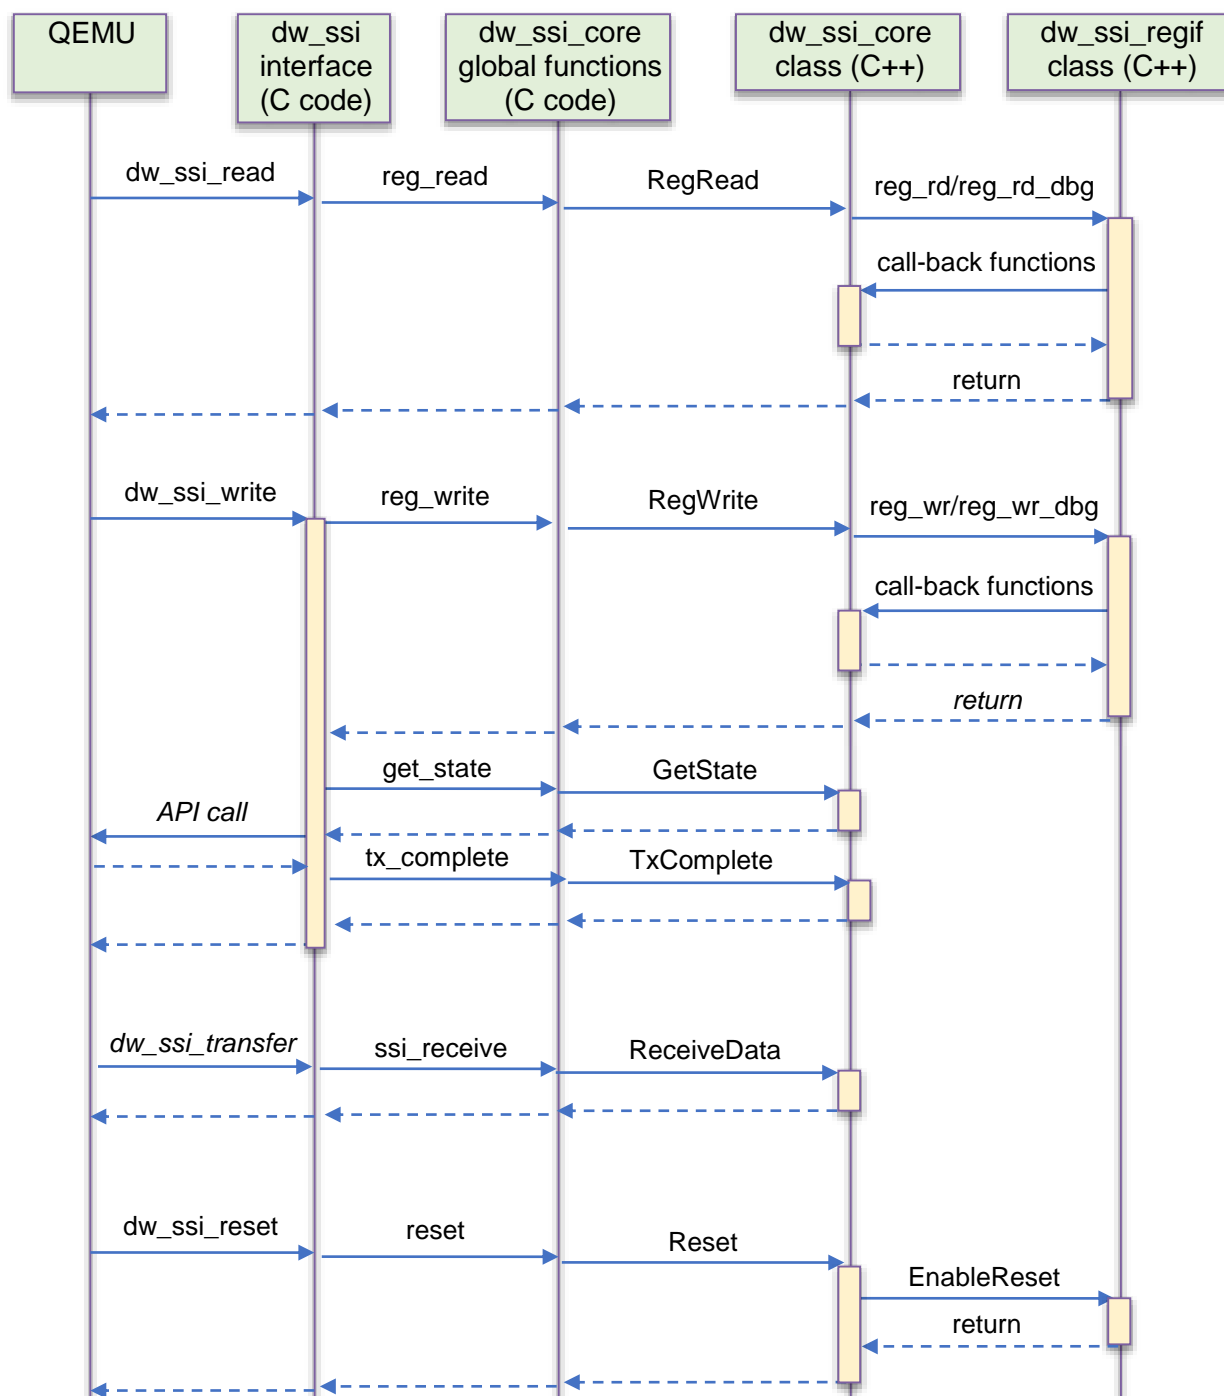 QEMU
dw_ssi
interface
(C code)
dw_ssi_core
global functions
(C code)
dw_ssi_core
class (C++)
dw_ssi_regif
class (C++)
dw_ssi_read
reg_read
RegRead
reg_rd/reg_rd_dbg
call-back functions
return
dw_ssi_write
reg_write
RegWrite
reg_wr/reg_wr_dbg
call-back functions
return
get_state
GetState
API call
tx_complete
TxComplete
dw_ssi_transfer
ssi_receive
ReceiveData
dw_ssi_reset
reset
Reset
EnableReset
return